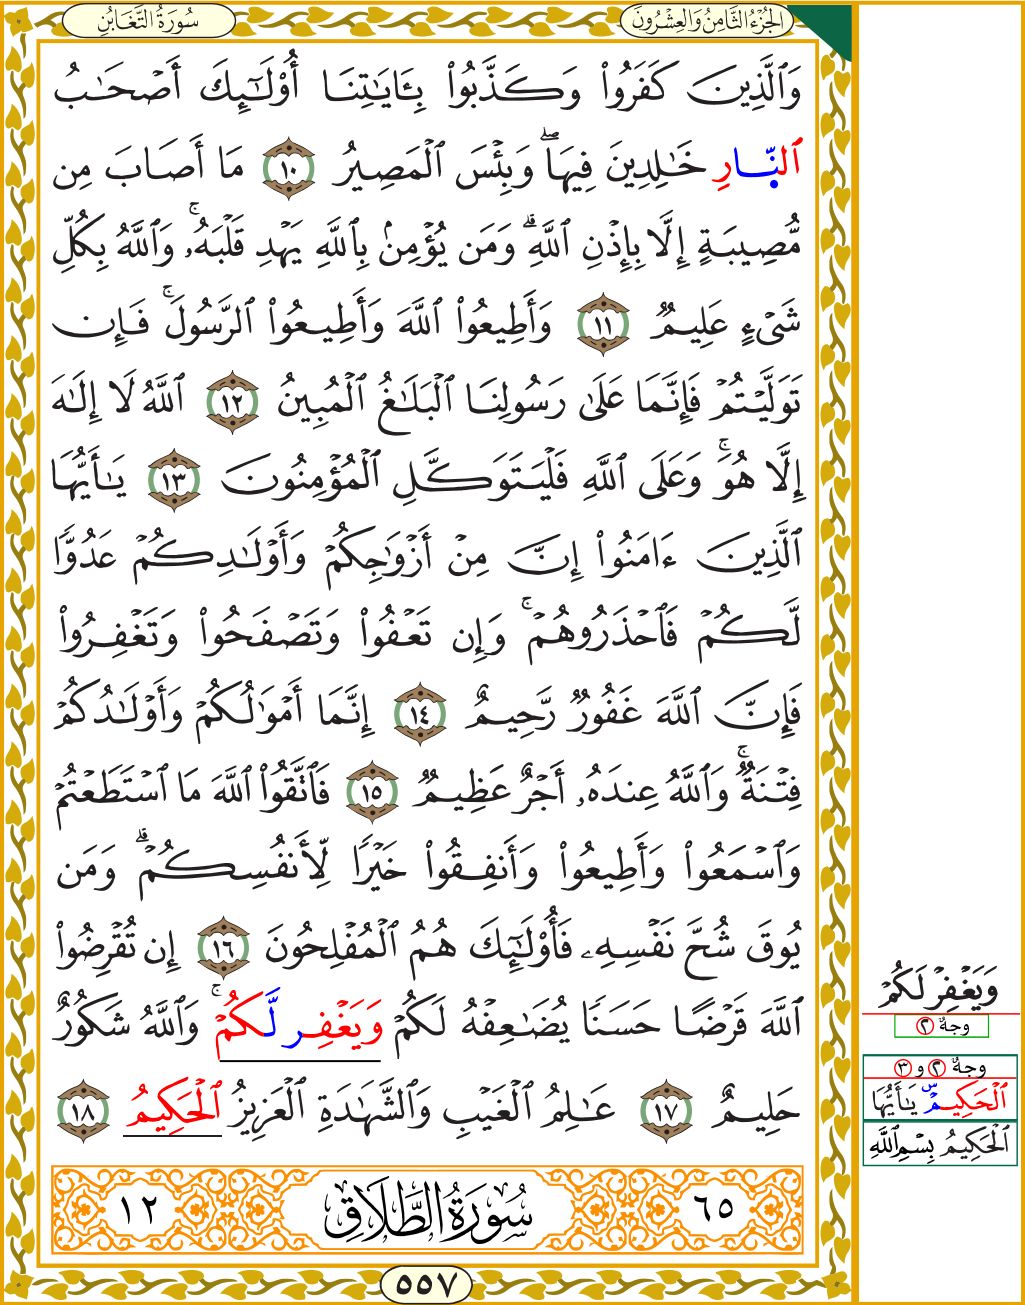 الجُزْءُ الثَّامِنُ وَالعِشْرُونَ
سُورَةُ التَّغَابُنِ
وَٱلَّذِينَ كَفَرُوا۟ وَكَذَّبُوا۟ بِـَٔايَـٰتِنَا أُو۟لَـٰٓئِكَ أَصْحَـٰبُ
ٱلنَّارِ خَـٰلِدِينَ فِيهَا ۖ وَبِئْسَ ٱلْمَصِيرُ ١٠ مَا أَصَابَ مِن
مُّصِيبَةٍ إِلَّا بِإِذْنِ ٱللَّهِ ۗ وَمَن يُؤْمِنۢ بِٱللَّهِ يَهْدِ قَلْبَهُۥ ۚ وَٱللَّهُ بِكُلِّ
شَىْءٍ عَلِيمٌ ١١ وَأَطِيعُوا۟ ٱللَّهَ وَأَطِيعُوا۟ ٱلرَّسُولَ ۚ فَإِن
تَوَلَّيْتُمْ فَإِنَّمَا عَلَىٰ رَسُولِنَا ٱلْبَلَـٰغُ ٱلْمُبِينُ ١٢ ٱللَّهُ لَا إِلَـٰهَ
إِلَّا هُوَ ۚ وَعَلَى ٱللَّهِ فَلْيَتَوَكَّلِ ٱلْمُؤْمِنُونَ ١٣ يَـٰأَيُّهَا
ٱلَّذِينَ ءَامَنُوا۟ إِنَّ مِنْ أَزْوَٰجِكُمْ وَأَوْلَـٰدِكُمْ عَدُوًّا
لَّكُمْ فَٱحْذَرُوهُمْ ۚ وَإِن تَعْفُوا۟ وَتَصْفَحُوا۟ وَتَغْفِرُوا۟
فَإِنَّ ٱللَّهَ غَفُورٌ رَّحِيمٌ ١٤ إِنَّمَا أَمْوَٰلُكُمْ وَأَوْلَـٰدُكُمْ
فِتْنَةٌ ۚ وَٱللَّهُ عِندَهُۥ أَجْرٌ عَظِيمٌ ١٥ فَٱتَّقُوا۟ ٱللَّهَ مَا ٱسْتَطَعْتُمْ
وَٱسْمَعُوا۟ وَأَطِيعُوا۟ وَأَنفِقُوا۟ خَيْرًا لِّأَنفُسِكُمْ ۗ وَمَن
يُوقَ شُحَّ نَفْسِهِۦ فَأُو۟لَـٰٓئِكَ هُمُ ٱلْمُفْلِحُونَ ١٦ إِن تُقْرِضُوا۟
ٱللَّهَ قَرْضًا حَسَنًا يُضَـٰعِفْهُ لَكُمْ وَيَغْفِر لَّكُمْ ۚ وَٱللَّهُ شَكُورٌ
حَلِيمٌ ١٧ عَـٰلِمُ ٱلْغَيْبِ وَٱلشَّهَـٰدَةِ ٱلْعَزِيزُ ٱلْحَكِيمُ ١٨
٦٥ سُورَةُ الطَّلَاقِ ١٢
٥٥٧
وَيَغْفِرْ لَكُمْ
وجهٌ ٢
وجهٌ ٢ و ٣
ٱلْحَكِيمُ يَـٰأَيُّهَا
ٱلْحَكِيمُ بِسْمِ ٱللَّهِ